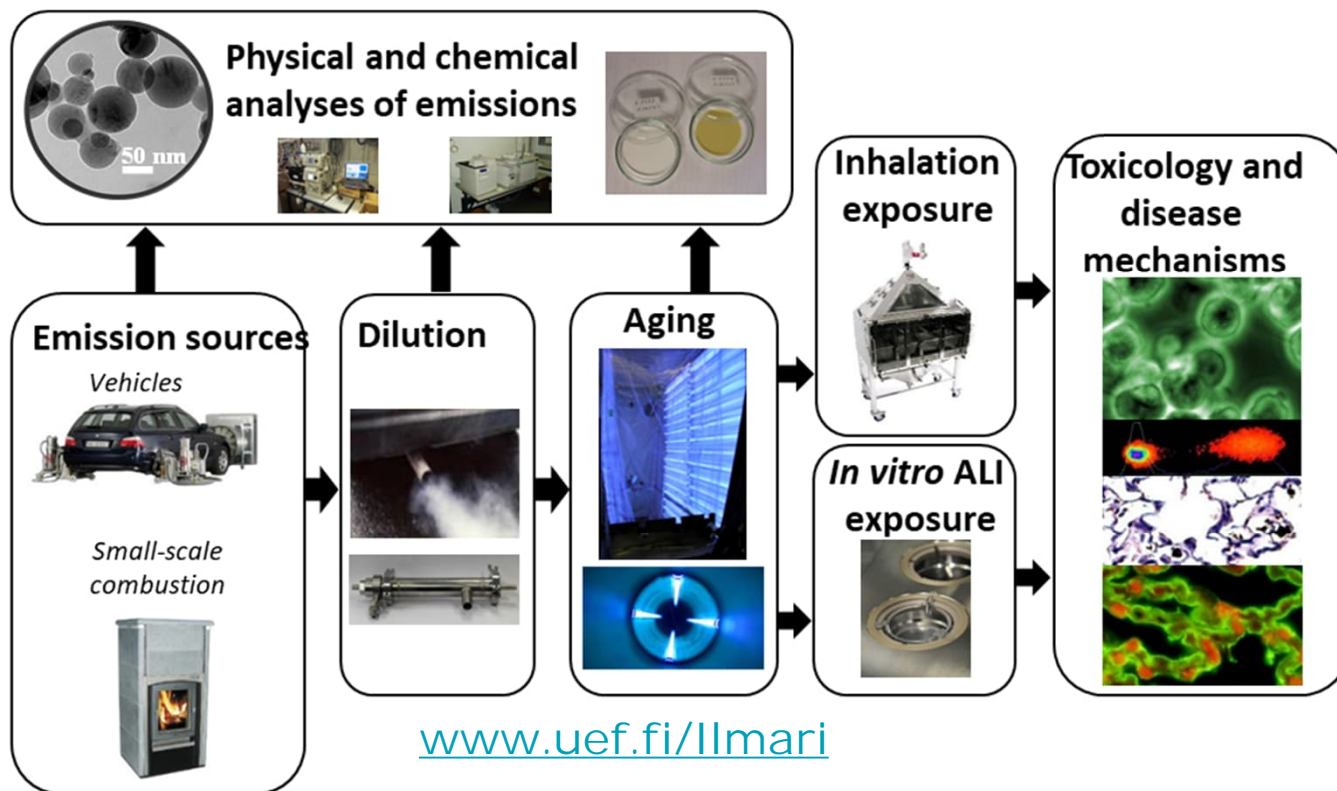 Physical and chemical
analyses of emissions
50 nm
Inhalation
exposure
Toxicology and
disease
mechanisms
Emission sources
Vehicles
Small-scale
combustion
Dilution
Aging
In vitro ALI
exposure
www.uef.fi/Ilmari